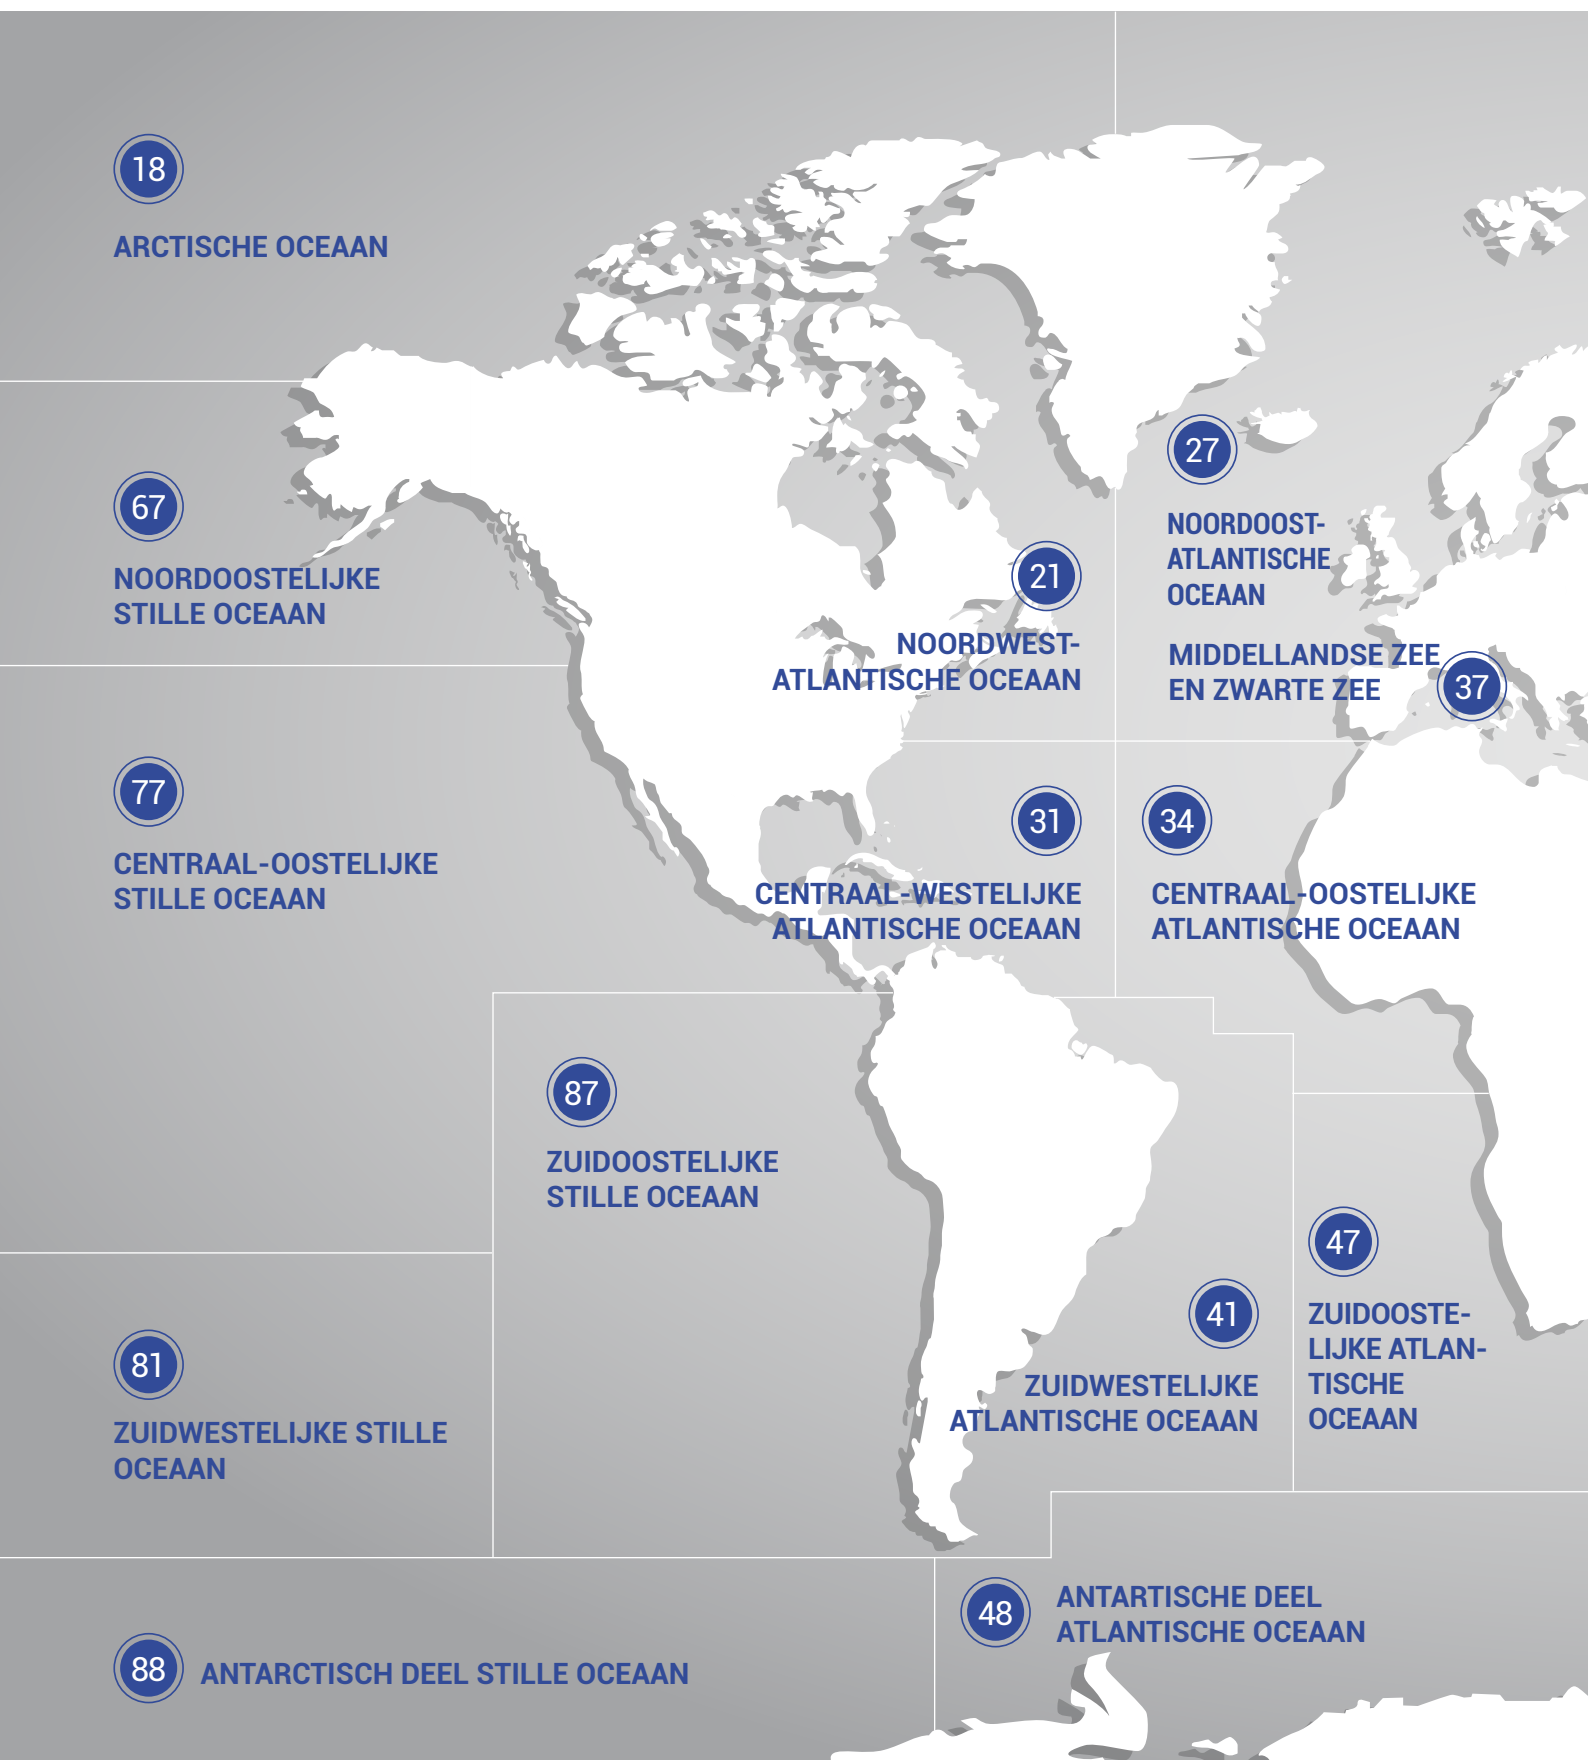 18
ARCTISCHE OCEAAN
27
NOORDOOST-
ATLANTISCHE
OCEAAN
67
NOORDOOSTELIJKE
STILLE OCEAAN
21
NOORDWEST-
ATLANTISCHE OCEAAN
MIDDELLANDSE ZEE
EN ZWARTE ZEE
37
77
CENTRAAL-OOSTELIJKE
STILLE OCEAAN
31
CENTRAAL-WESTELIJKE
ATLANTISCHE OCEAAN
34
CENTRAAL-OOSTELIJKE
ATLANTISCHE OCEAAN
87
ZUIDOOSTELIJKE
STILLE OCEAAN
47
ZUIDOOSTE-
LIJKE ATLAN-
TISCHE
OCEAAN
41
ZUIDWESTELIJKE
ATLANTISCHE OCEAAN
81
ZUIDWESTELIJKE STILLE
OCEAAN
48
ANTARTISCHE DEEL
ATLANTISCHE OCEAAN
88
ANTARCTISCH DEEL STILLE OCEAAN